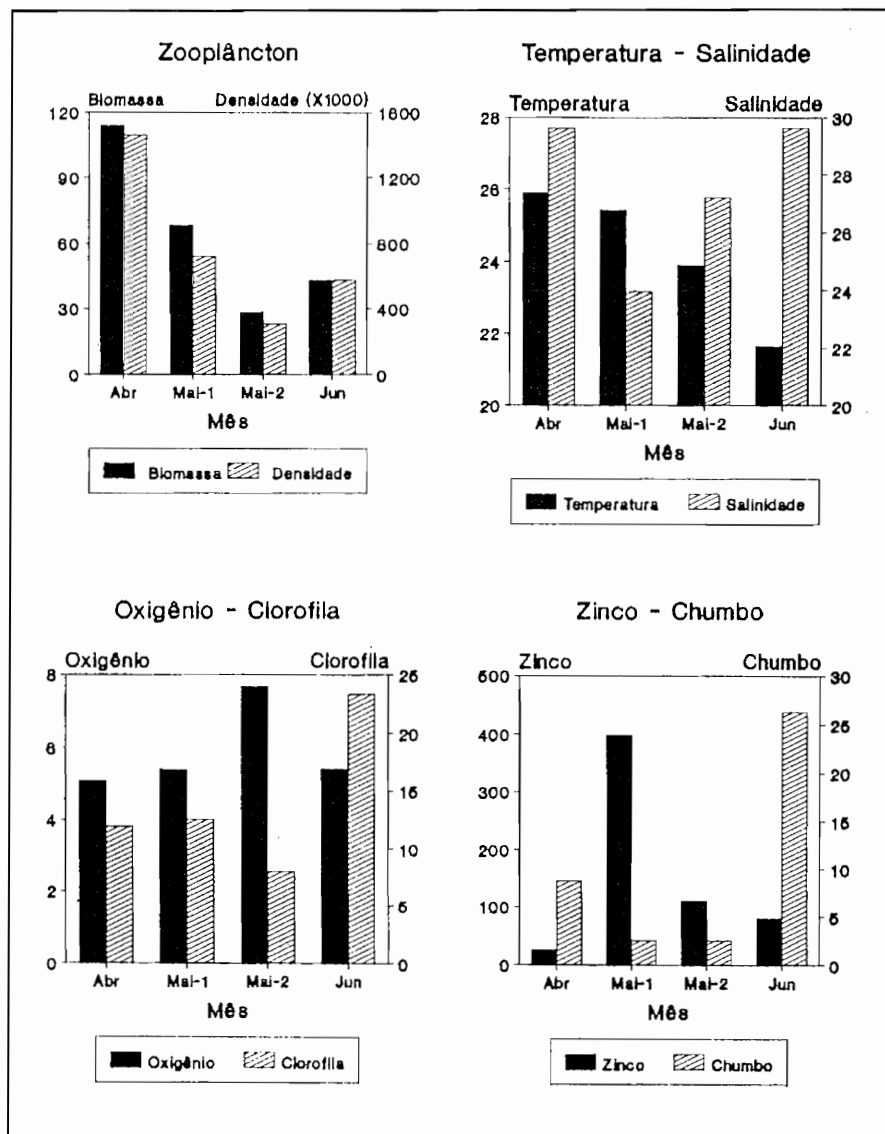 Zooplâncton
Biomassa Densidade (X1000)
120 1600
90 1200
60 800
30 400
0 0
Abr Mai-1 Mai-2 Jun
Mês
Biomassa Densidade
Temperatura - Salinidade
Temperatura Salinidade
28 30
28
26
26
24
24
22
22
20 20
Abr Mai-1 Mai-2 Jun
Mês
Temperatura Salinidade
Oxigênio - Clorofila
Oxigênio Clorofila
8 25
20
6
15
4
10
2
5
0 0
Abr Mai-1 Mai-2 Jun
Mês
Oxigênio Clorofila
Zinco - Chumbo
Zinco Chumbo
500 30
400 25
300 20
15
200
10
100
5
0 0
Abr Mai-1 Mai-2 Jun
Mês
Zinco Chumbo